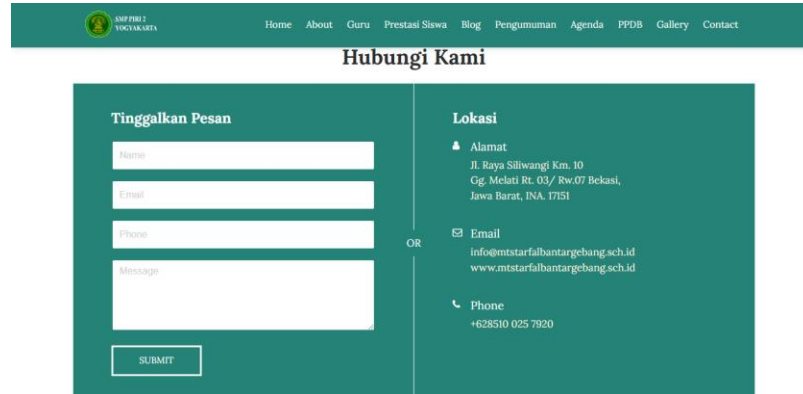 SMP PIRI 2
YOGYAKARTA
Home About Guru Prestasi Siswa Blog Pengumuman Agenda PPDB Gallery Contact
Hubungi Kami
Tinggalkan Pesan
Name
Email
Phone
Message
SUBMIT
OR
Lokasi
Alamat
Jl. Raya Siliwangi Km. 10
Gg. Melati Rt. 03/ Rw.07 Bekasi,
Jawa Barat, INA. 17151
Email
info@mtstarfalbantargebang.sch.id
www.mtstarfalbantargebang.sch.id
Phone
+628510 025 7920